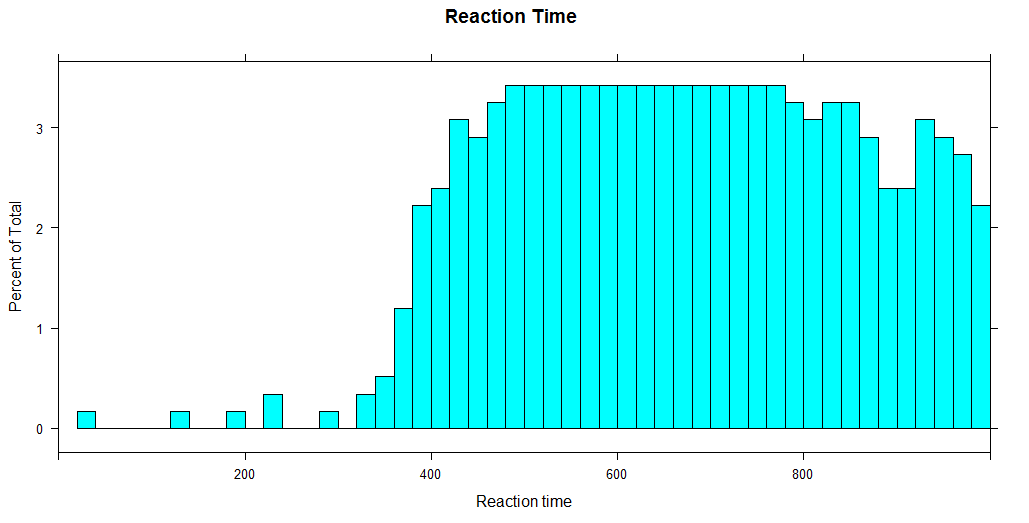 Reaction Time
Percent of Total
3
2
1
0
200 400 600 800
Reaction time